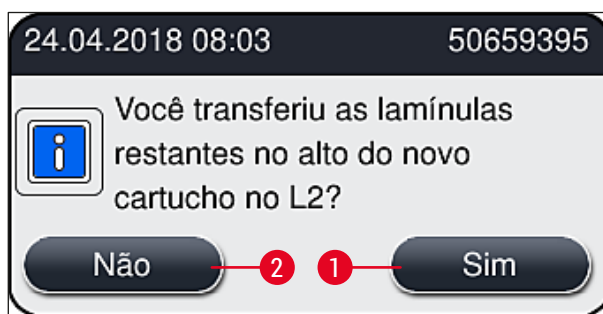 24.04.2018 08:03 50659395
Você transferiu as lamínulas
restantes no alto do novo
cartucho no L2?
Não 2 1 Sim